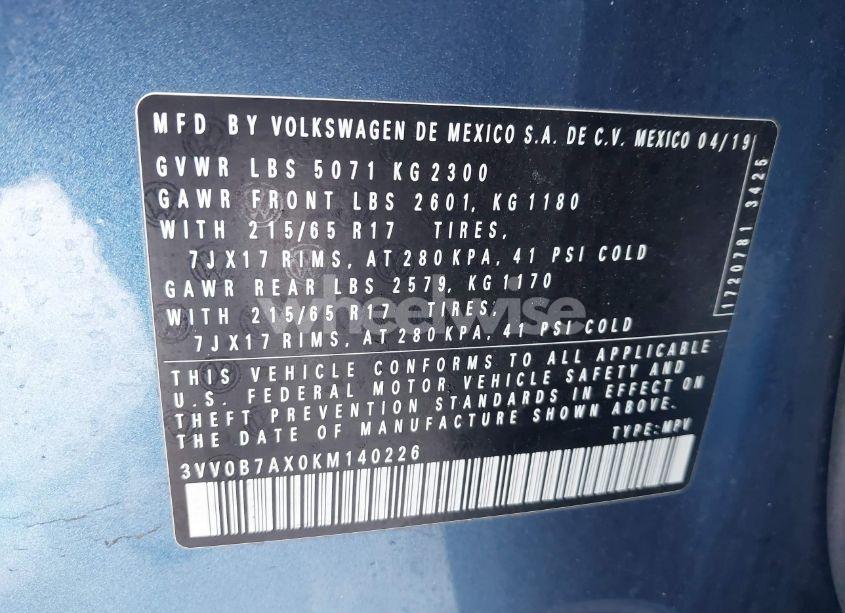 MFD BY VOLKSWAGEN DE MEXICO S.A. DE C.V. MEXICO 04/19
GVWR LBS 5071 KG 2300
GAWR FRONT LBS 2601, KG 1180
WITH 215/65 R17 TIRES,
7JX17 RIMS, AT 280 KPA, 41 PSI COLD
GAWR REAR LBS 2579, KG 1170
WITH 215/65 R17 TIRES,
7JX17 RIMS, AT 280 KPA, 41 PSI COLD
THIS VEHICLE CONFORMS TO ALL APPLICABLE
U.S. FEDERAL MOTOR VEHICLE SAFETY AND
THEFT PREVENTION STANDARDS IN EFFECT ON
THE DATE OF MANUFACTURE SHOWN ABOVE.
TYPE: MPV
3VV0B7AX0KM140226
1720781 3426
wheelwise